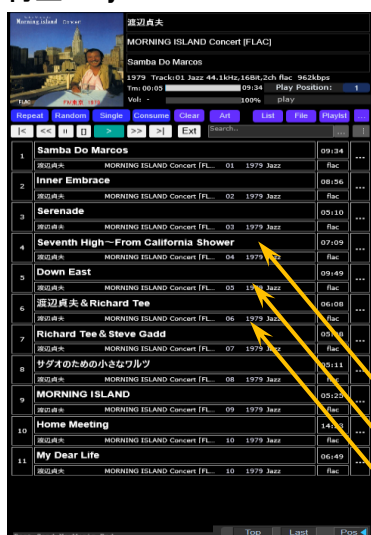 Morning island Concert
渡辺貞夫
MORNING ISLAND Concert [FLAC]
Samba Do Marcos
1979 Track:01 Jazz 44.1kHz,16Bit,2ch flac 962kbps
FLAC FM東京 1979
Tm: 00:05 09:34 Play Position: 1
Vol: - 100% play
Repeat Random Single Consume Clear Art List File Playlist ...
|< << II [] > >> >| Ext Search... ... |
1 Samba Do Marcos 09:34 ...
渡辺貞夫 MORNING ISLAND Concert [FL... 01 1979 Jazz flac
2 Inner Embrace 08:56 ...
渡辺貞夫 MORNING ISLAND Concert [FL... 02 1979 Jazz flac
3 Serenade 05:10 ...
渡辺貞夫 MORNING ISLAND Concert [FL... 03 1979 Jazz flac
4 Seventh High～From California Shower 07:09 ...
渡辺貞夫 MORNING ISLAND Concert [FL... 04 1979 Jazz flac
5 Down East 09:49 ...
渡辺貞夫 MORNING ISLAND Concert [FL... 05 1979 Jazz flac
6 渡辺貞夫＆Richard Tee 06:08 ...
渡辺貞夫 MORNING ISLAND Concert [FL... 06 1979 Jazz flac
7 Richard Tee＆Steve Gadd ...
渡辺貞夫 MORNING ISLAND Concert [FL... 07 1979 Jazz flac
8 サダオのための小さなワルツ 05:11 ...
渡辺貞夫 MORNING ISLAND Concert [FL... 08 1979 Jazz flac
9 MORNING ISLAND 05:25 ...
渡辺貞夫 MORNING ISLAND Concert [FL... 09 1979 Jazz flac
10 Home Meeting ...
渡辺貞夫 MORNING ISLAND Concert [FL... 10 1979 Jazz flac
11 My Dear Life 06:49 ...
渡辺貞夫 MORNING ISLAND Concert [FL... 10 1979 Jazz flac
Top Last Pos